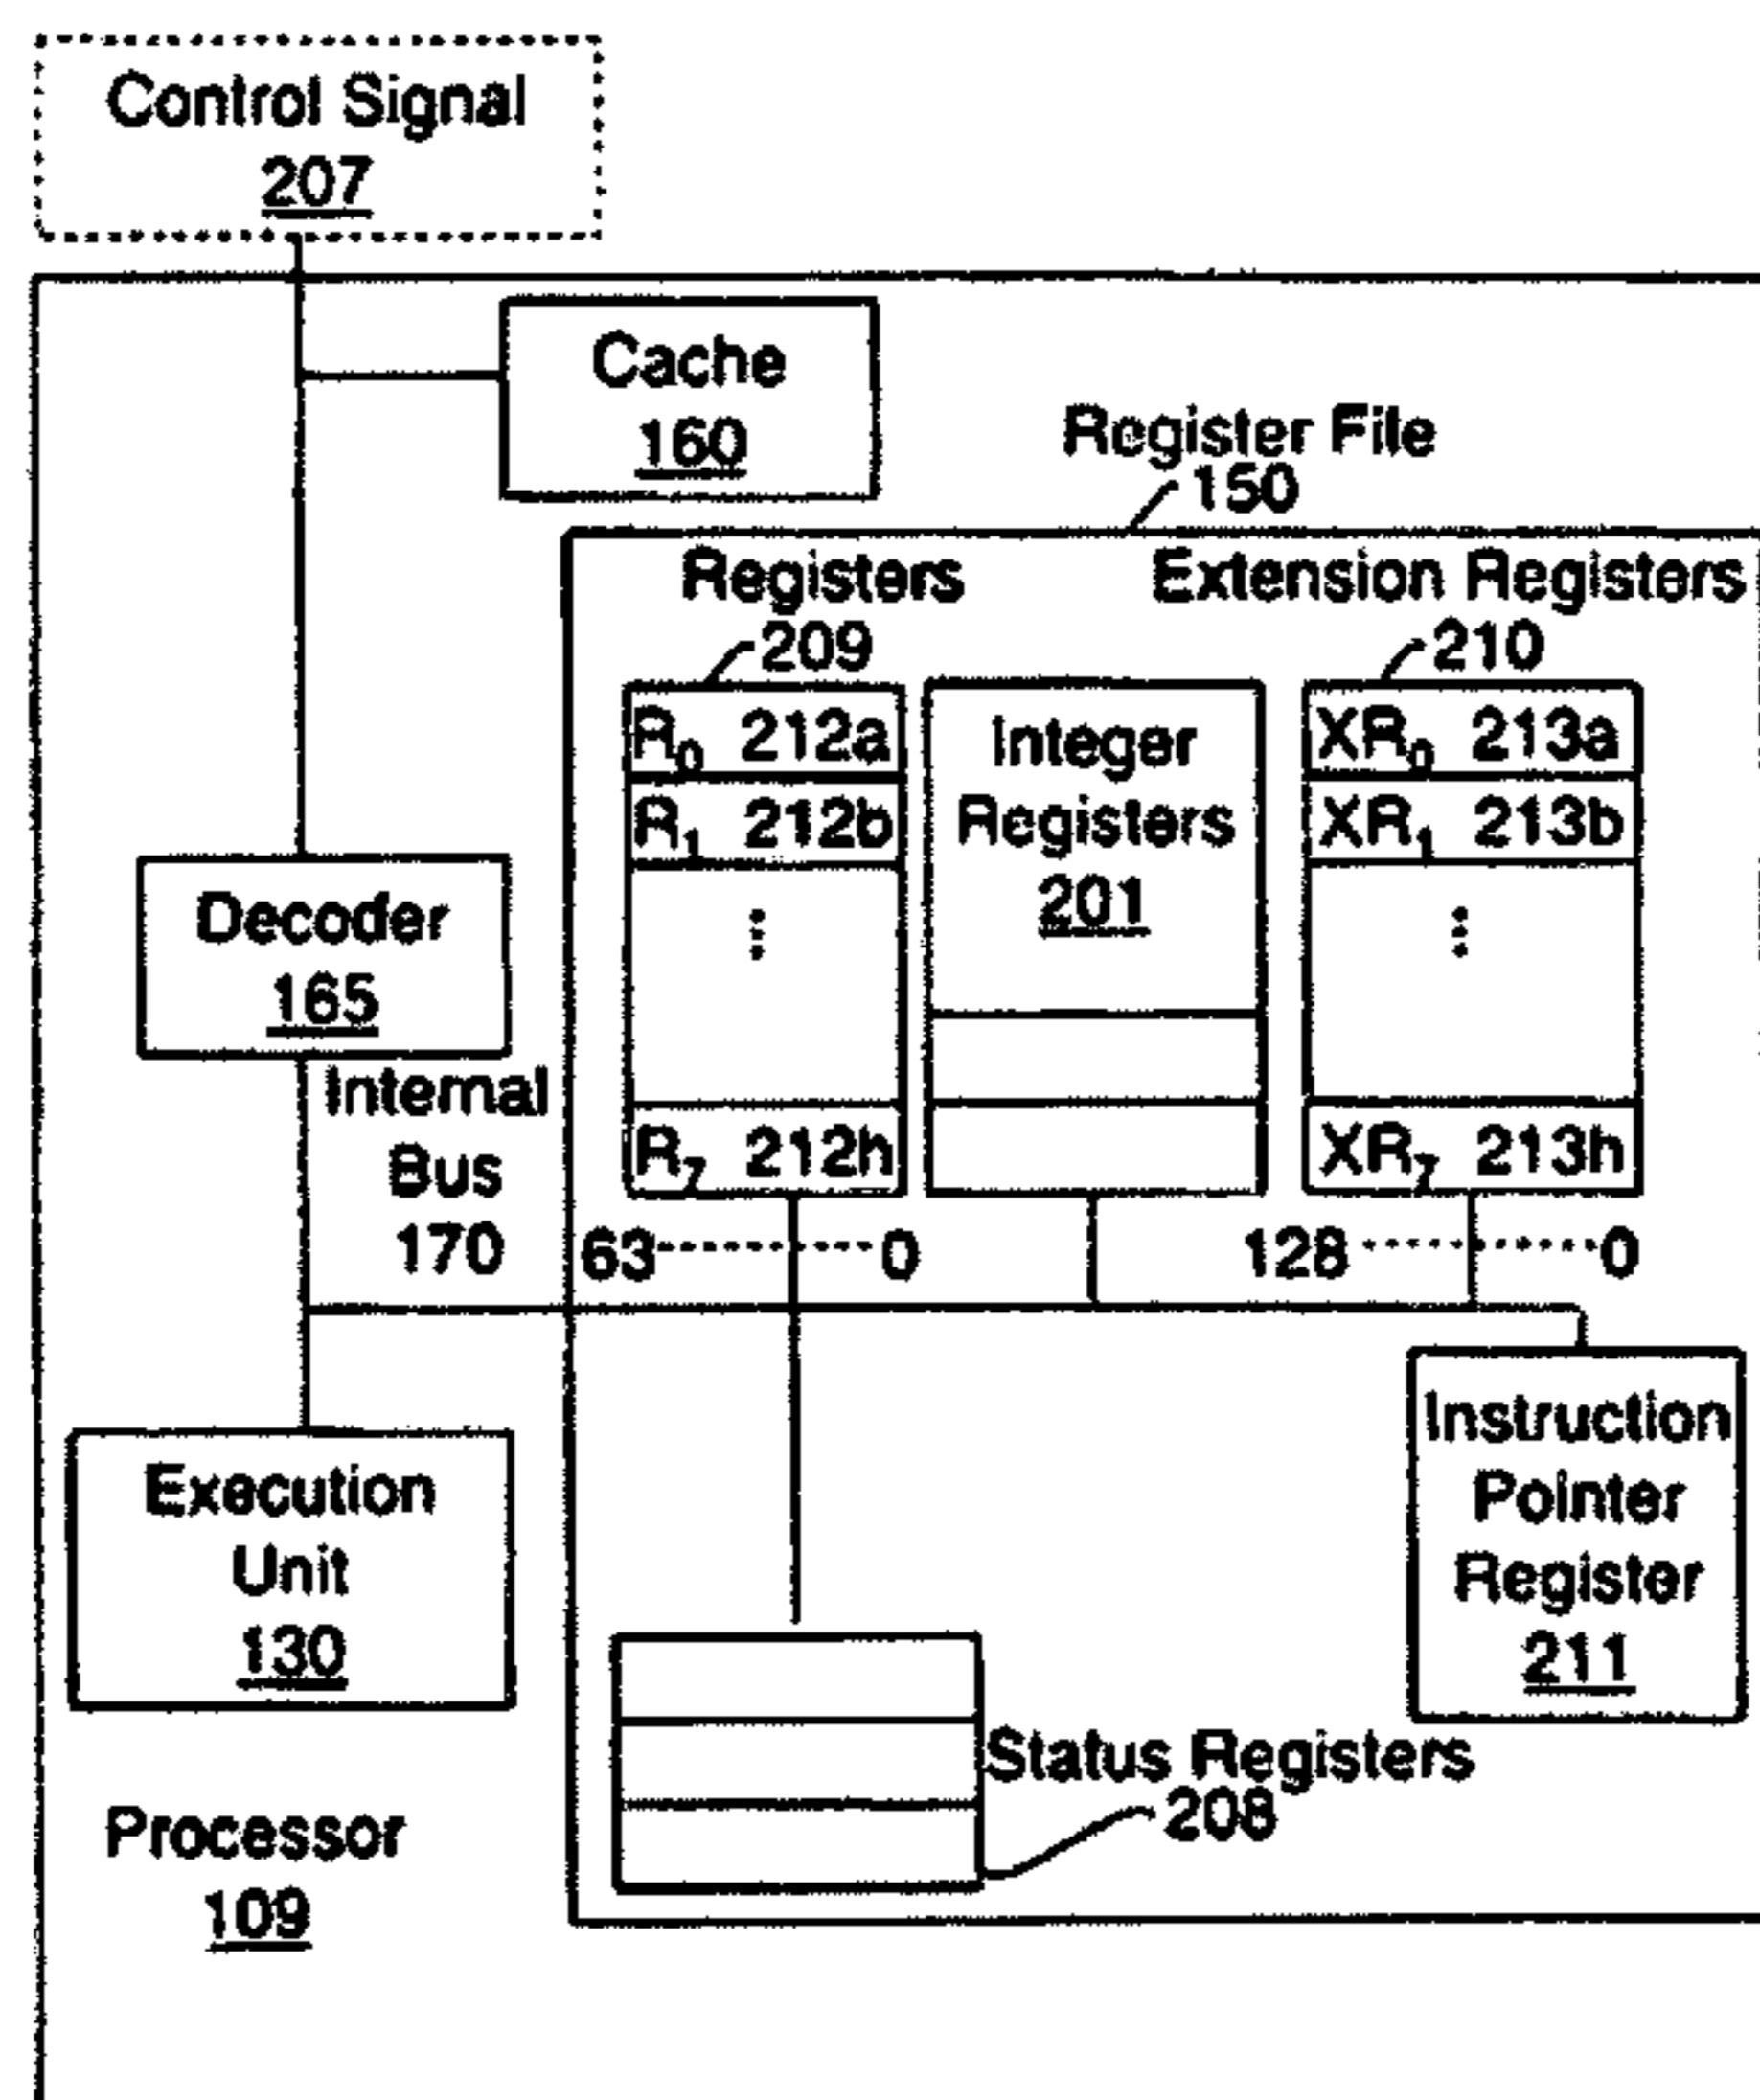 Control Signal
207
Cache
160
Register File
150
Registers
209
Extension Registers
210
R0 212a
R1 212b
⋮
R7 212h
Integer
Registers
201
XR0 213a
XR1 213b
⋮
XR7 213h
63 0
128 0
Decoder
165
Internal
Bus
170
Execution
Unit
130
Instruction
Pointer
Register
211
Status Registers
208
Processor
109